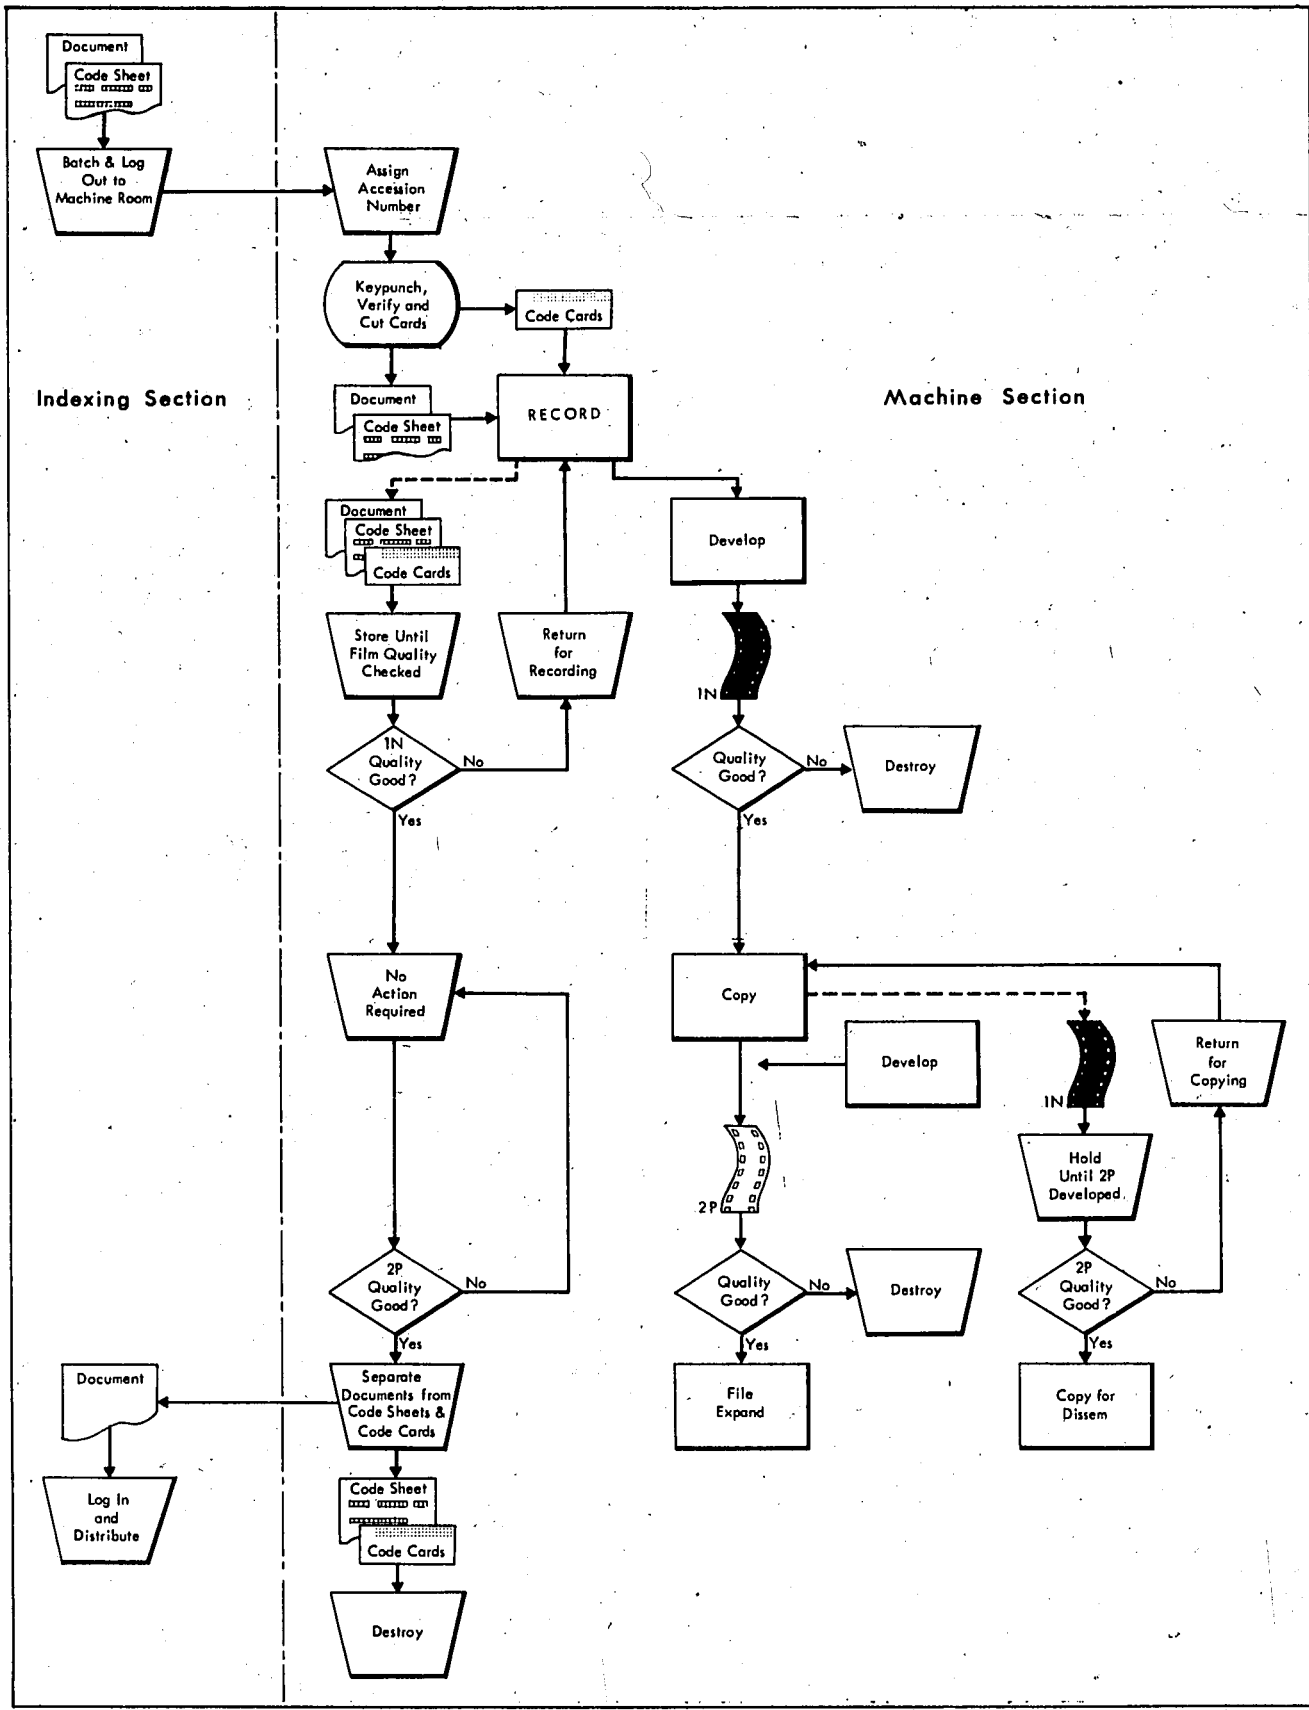 Document
Code Sheet
Batch & Log
Out to
Machine Room
Assign
Accession
Number
Keypunch,
Verify and
Cut Cards
Code Cards
Indexing Section
Document
Code Sheet
RECORD
Machine Section
Document
Code Sheet
Code Cards
Develop
Store Until
Film Quality
Checked
Return
for
Recording
1N
1N
Quality
Good?
No
Yes
Quality
Good?
No
Yes
Destroy
No
Action
Required
Copy
Develop
1N
Return
for
Copying
2P
Hold
Until 2P
Developed
2P
Quality
Good?
No
Yes
Quality
Good?
No
Yes
Destroy
2P
Quality
Good?
No
Yes
Document
Separate
Documents from
Code Sheets &
Code Cards
File
Expand
Copy for
Dissem
Log In
and
Distribute
Code Sheet
Code Cards
Destroy